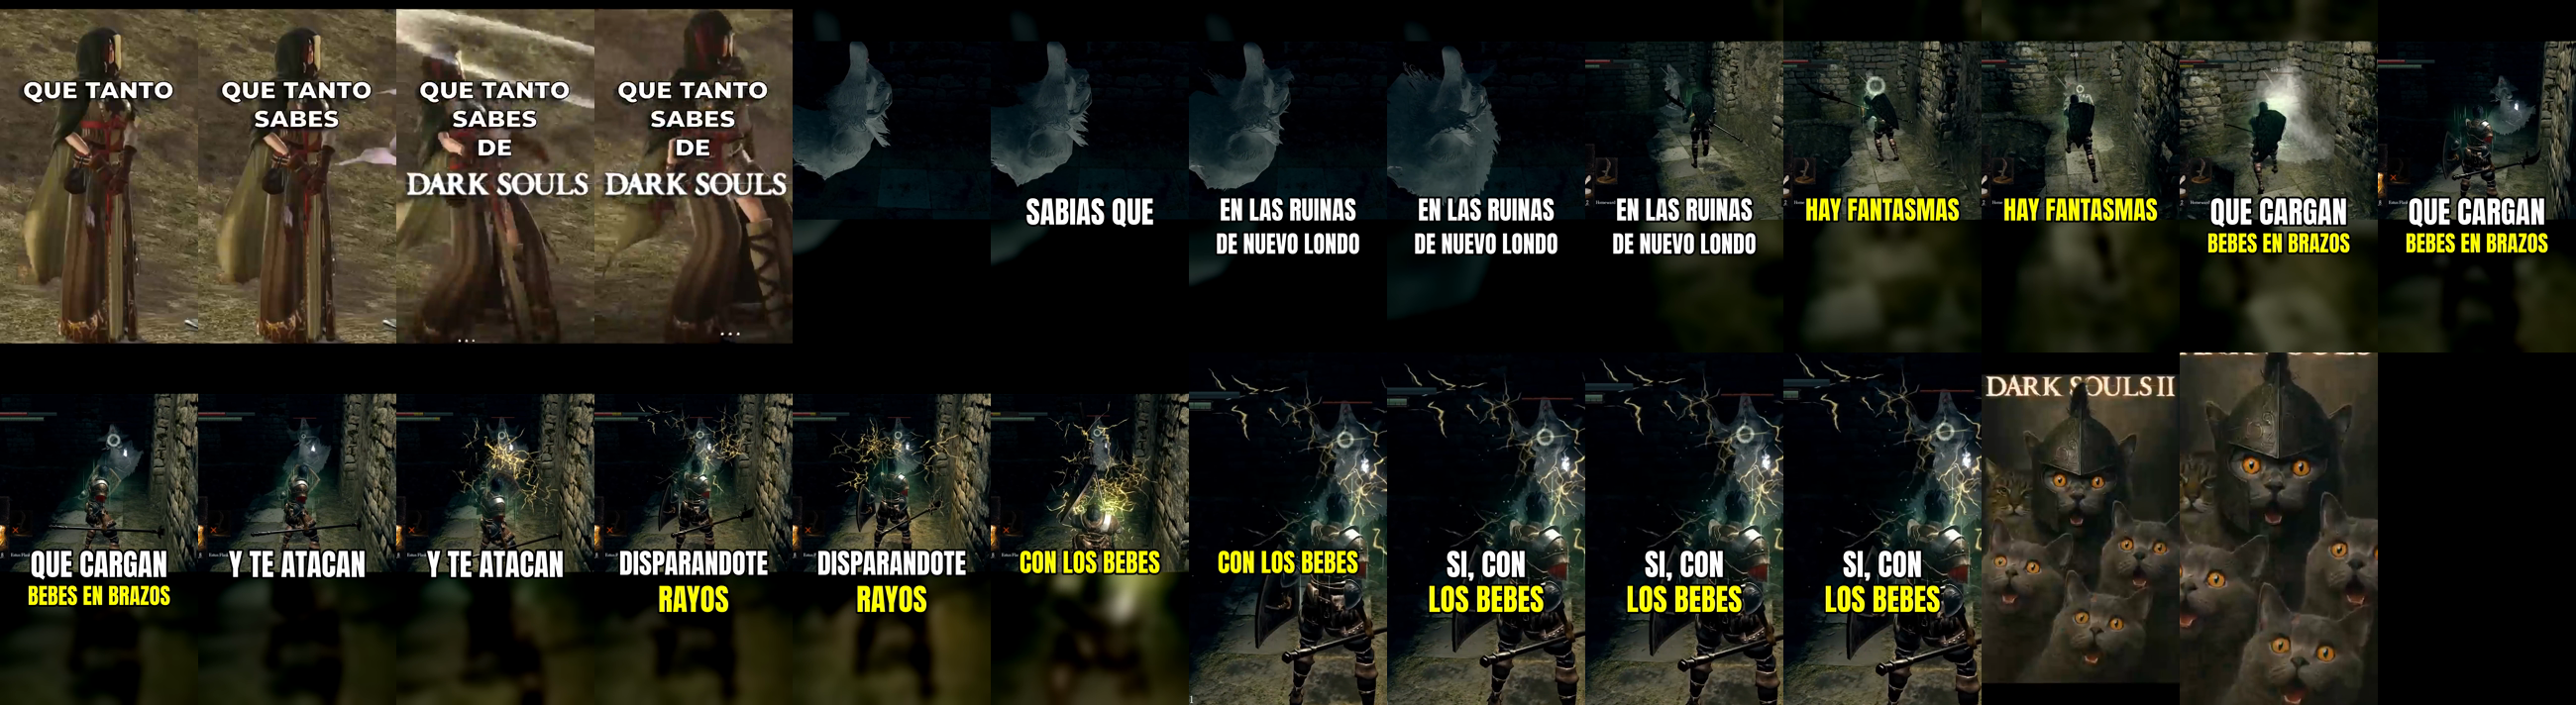 QUE TANTO
QUE TANTO
SABES
QUE TANTO
SABES
DE
DARK SOULS
...
QUE TANTO
SABES
DE
DARK SOULS
...
SABIAS QUE
EN LAS RUINAS
DE NUEVO LONDO
EN LAS RUINAS
DE NUEVO LONDO
EN LAS RUINAS
DE NUEVO LONDO
HAY FANTASMAS
HAY FANTASMAS
QUE CARGAN
BEBES EN BRAZOS
QUE CARGAN
BEBES EN BRAZOS
QUE CARGAN
BEBES EN BRAZOS
Y TE ATACAN
Y TE ATACAN
DISPARANDOTE
RAYOS
DISPARANDOTE
RAYOS
CON LOS BEBES
CON LOS BEBES
SI, CON
LOS BEBES
SI, CON
LOS BEBES
SI, CON
LOS BEBES
DARK SOULS II